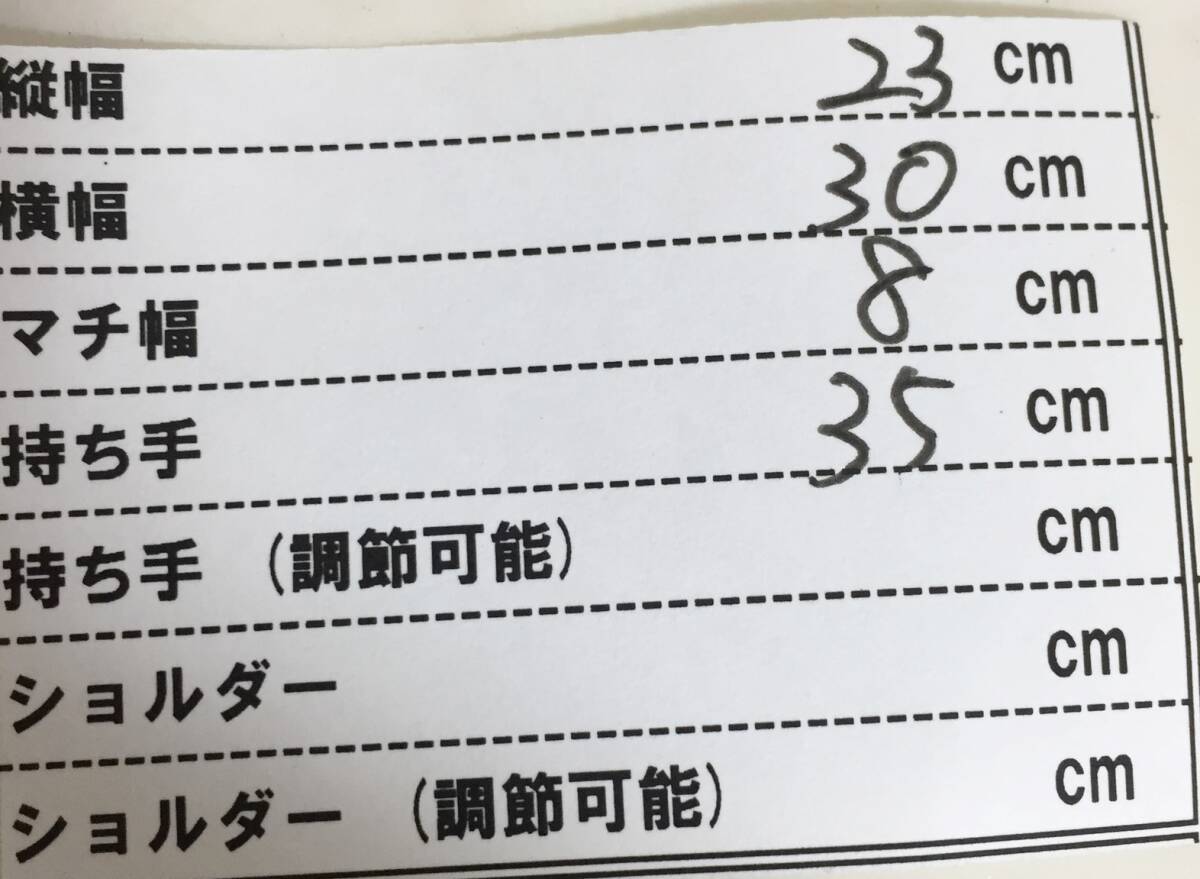 縦幅 23 cm
横幅 30 cm
マチ幅 8 cm
持ち手 35 cm
持ち手 (調節可能) cm
ショルダー cm
ショルダー (調節可能) cm